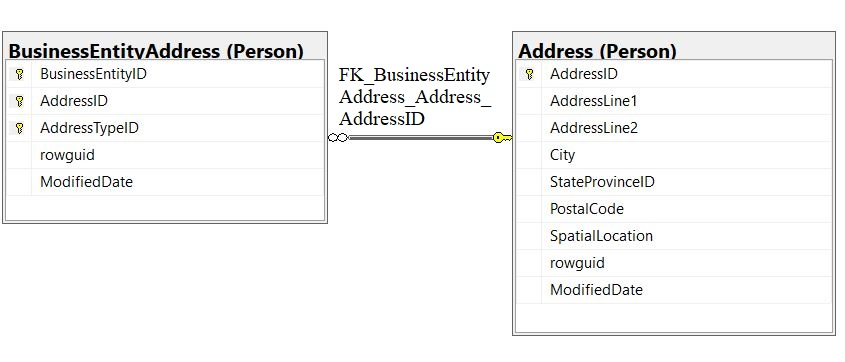 BusinessEntityAddress (Person)
BusinessEntityID
AddressID
AddressTypeID
rowguid
ModifiedDate
FK_BusinessEntity
Address_Address_
AddressID
Address (Person)
AddressID
AddressLine1
AddressLine2
City
StateProvinceID
PostalCode
SpatialLocation
rowguid
ModifiedDate